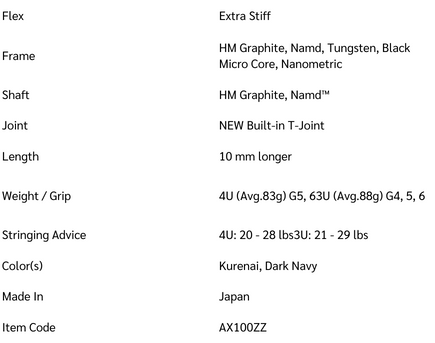 Flex Extra Stiff
Frame HM Graphite, Namd, Tungsten, Black
Micro Core, Nanometric
Shaft HM Graphite, Namd™
Joint NEW Built-in T-Joint
Length 10 mm longer
Weight / Grip 4U (Avg.83g) G5, 63U (Avg.88g) G4, 5, 6
Stringing Advice 4U: 20 - 28 lbs3U: 21 - 29 lbs
Color(s) Kurenai, Dark Navy
Made In Japan
Item Code AX100ZZ